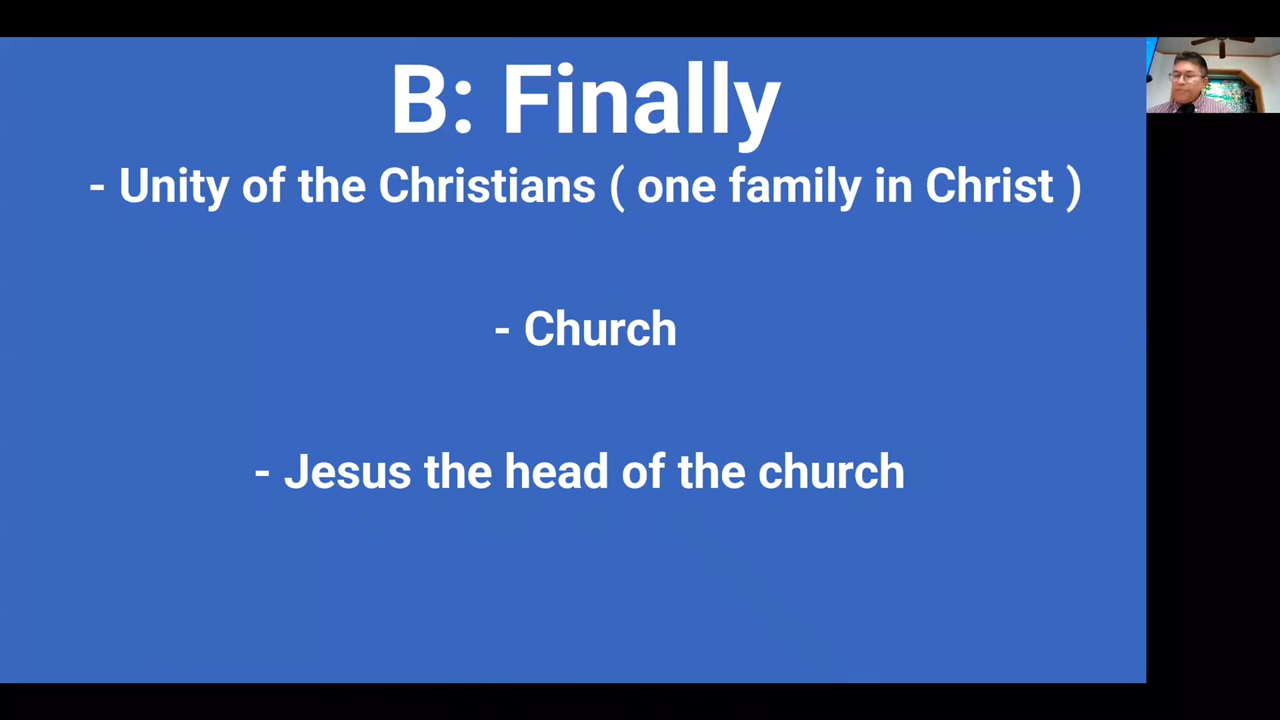 B: Finally
- Unity of the Christians ( one family in Christ )
- Church
- Jesus the head of the church